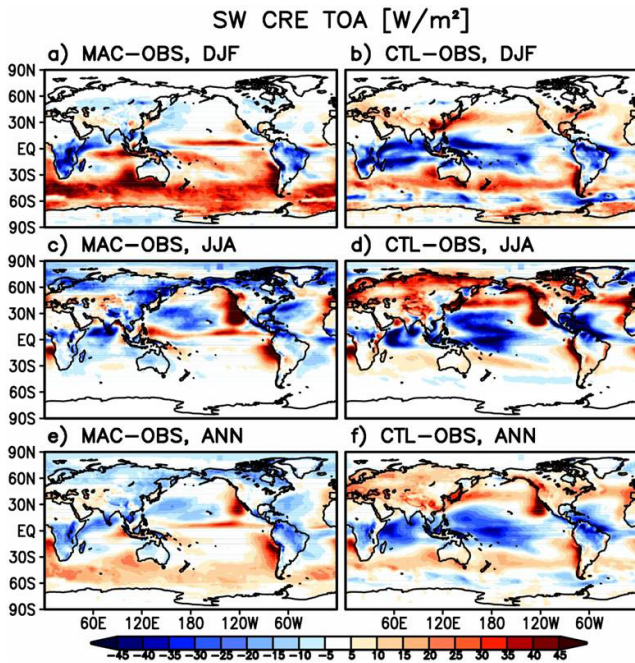 SW CRE TOA [W/m²]
a) MAC-OBS, DJF
b) CTL-OBS, DJF
90N
60N
30N
EQ
30S
60S
90S
c) MAC-OBS, JJA
d) CTL-OBS, JJA
90N
60N
30N
EQ
30S
60S
90S
e) MAC-OBS, ANN
f) CTL-OBS, ANN
90N
60N
30N
EQ
30S
60S
90S
60E 120E 180 120W 60W 60E 120E 180 120W 60W
-45 -35 -30 -25 -20 -15 -10 -5 5 10 15 20 25 30 35 40 45